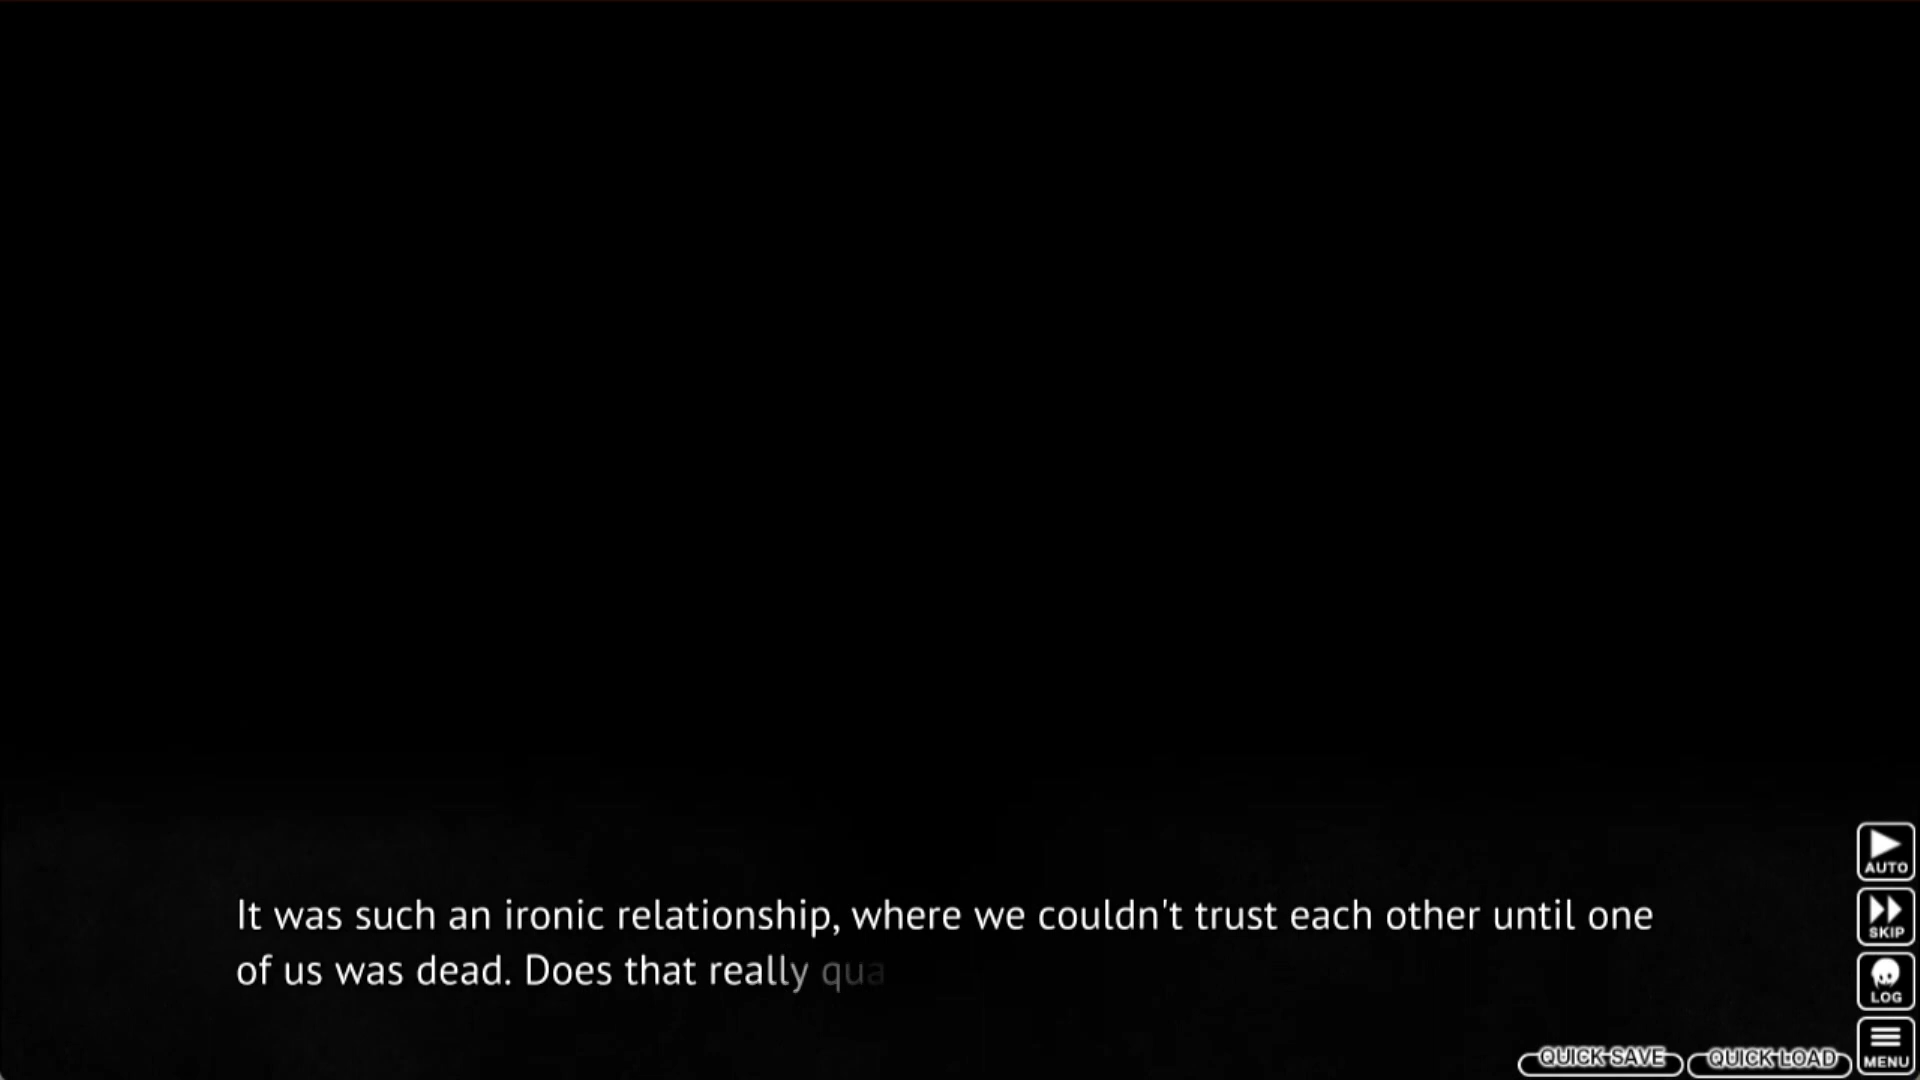 It was such an ironic relationship, where we couldn't trust each other until one
of us was dead. Does that really qua
AUTO
SKIP
LOG
MENU
QUICK SAVE
QUICK LOAD